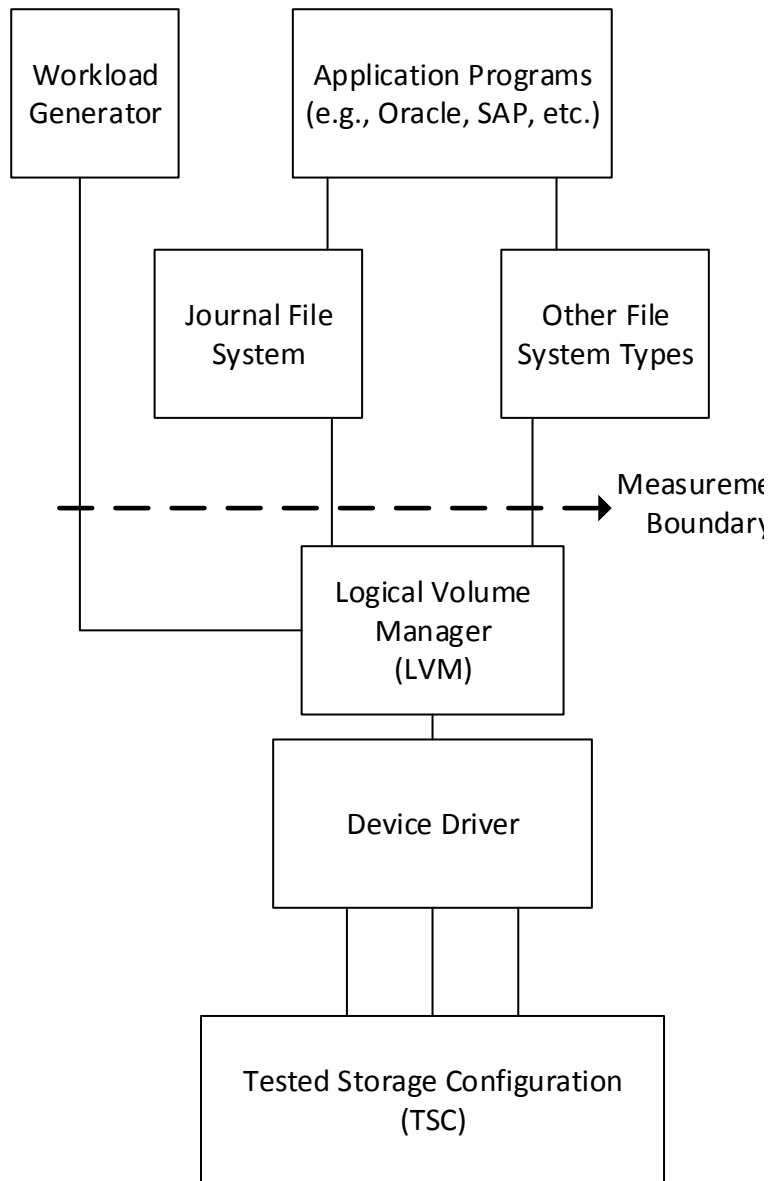 Workload
Generator
Application Programs
(e.g., Oracle, SAP, etc.)
Journal File
System
Other File
System Types
Measureme
Boundary
Logical Volume
Manager
(LVM)
Device Driver
Tested Storage Configuration
(TSC)